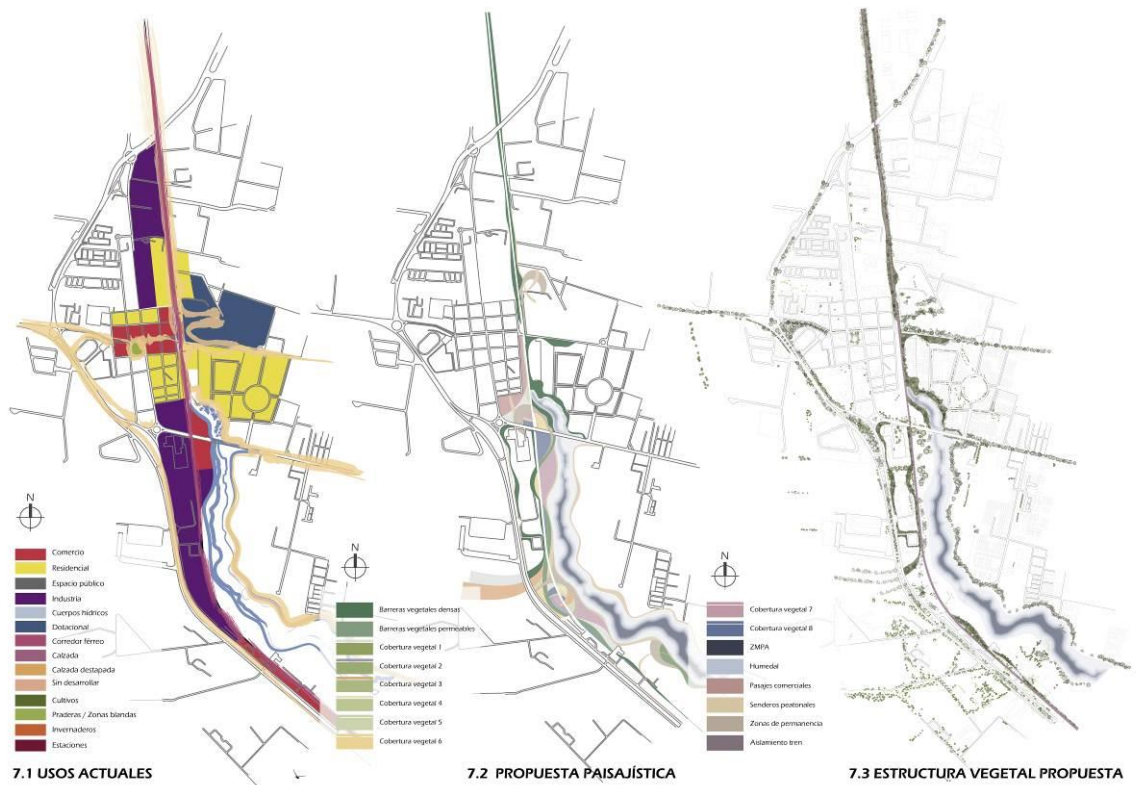 N
Comercio
Residencial
Espacio público
Industria
Cuerpos hídricos
Dotacional
Corredor férreo
Calzada
Calzada destapada
Sin desarrollar
Cultivos
Praderas / Zonas blandas
Invernaderos
Estaciones
7.1 USOS ACTUALES
N
Barreras vegetales densas
Barreras vegetales permeables
Cobertura vegetal 1
Cobertura vegetal 2
Cobertura vegetal 3
Cobertura vegetal 4
Cobertura vegetal 5
Cobertura vegetal 6
7.2 PROPUESTA PAISAJÍSTICA
N
Cobertura vegetal 7
Cobertura vegetal 8
ZMPA
Humedal
Pasajes comerciales
Senderos peatonales
Zonas de permanencia
Aislamiento tren
7.3 ESTRUCTURA VEGETAL PROPUESTA